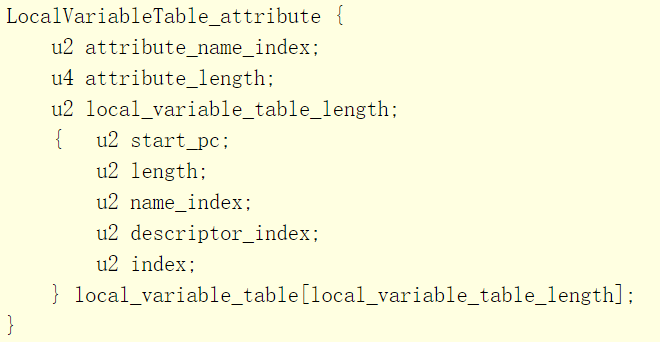 LocalVariableTable_attribute {
    u2 attribute_name_index;
    u4 attribute_length;
    u2 local_variable_table_length;
    {   u2 start_pc;
        u2 length;
        u2 name_index;
        u2 descriptor_index;
        u2 index;
    } local_variable_table[local_variable_table_length];
}